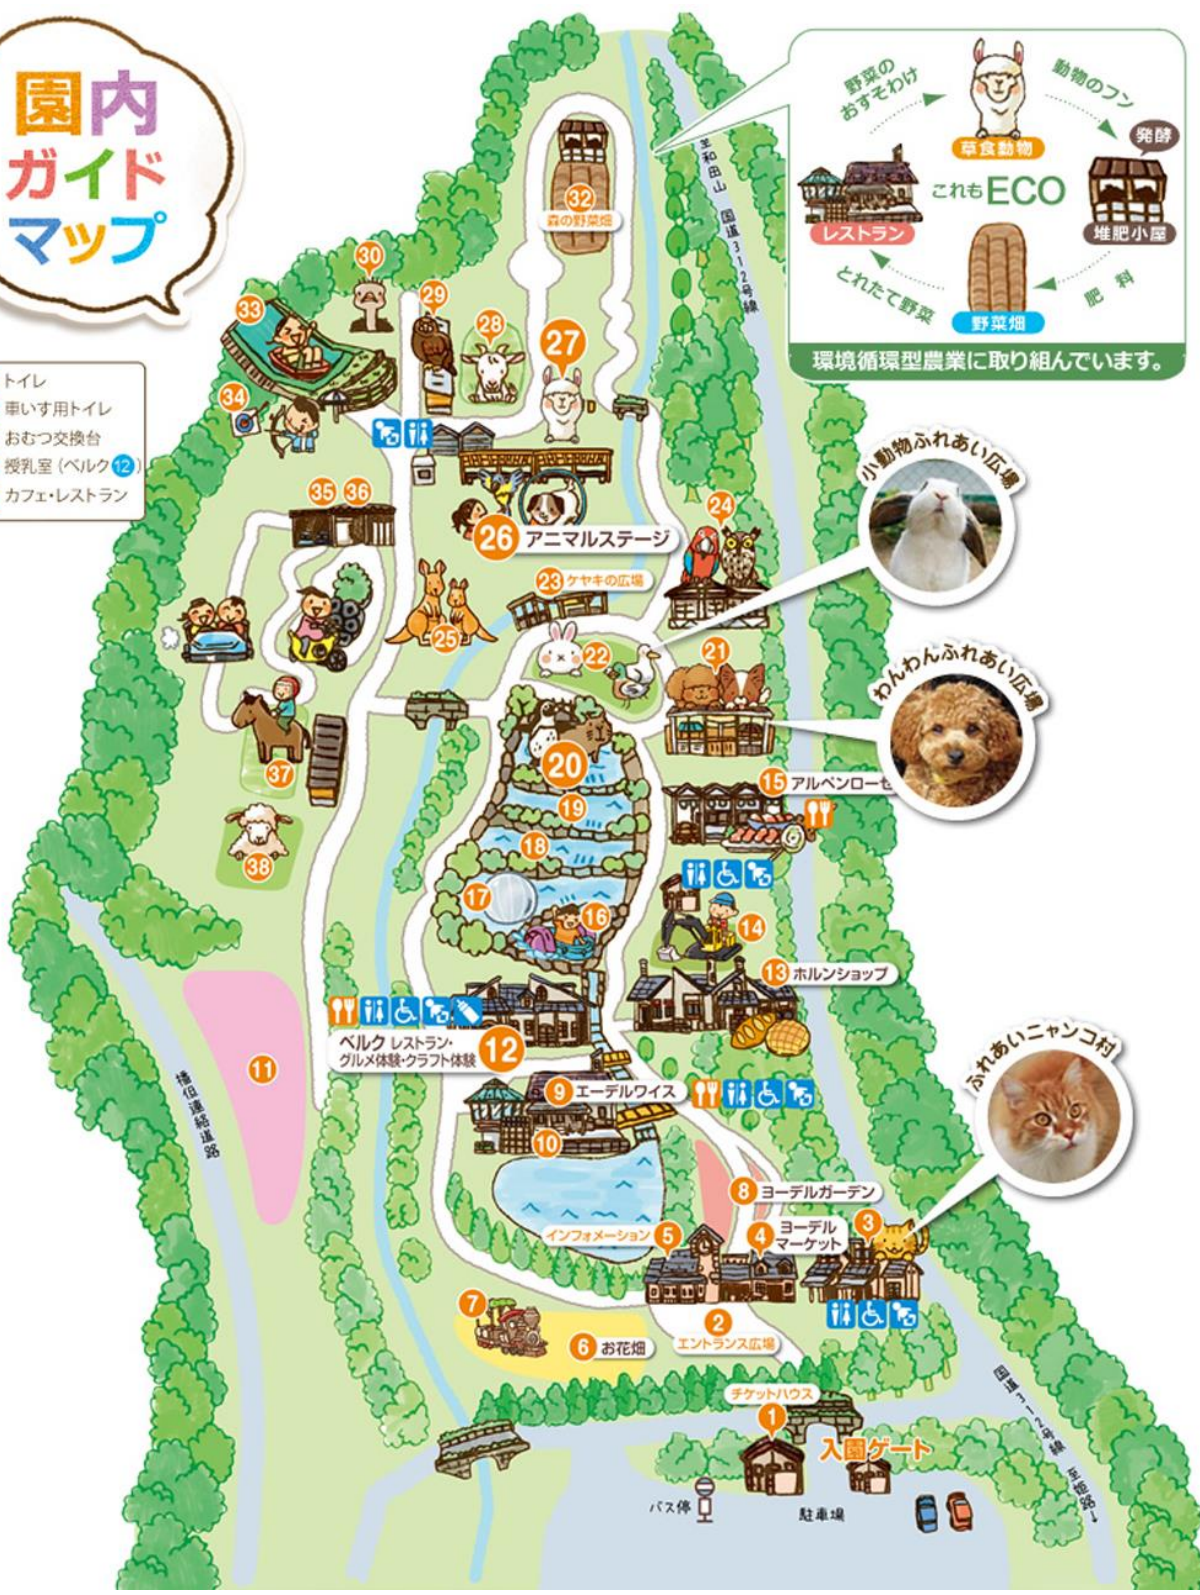 園内
ガイド
マップ
トイレ
車いす用トイレ
おむつ交換台
授乳室(ベルク12)
カフェ・レストラン
野菜の
おすそわけ
動物のフン
発酵
草食動物
これもECO
レストラン
堆肥小屋
とれたて野菜
野菜畑
肥料
環境循環型農業に取り組んでいます。
至和田山 国道312号線
32
森の野菜畑
30
33
29
28
27
34
小動物ふれあい広場
35 36
24
26 アニマルステージ
23 ケヤキの広場
25
22
21
わんわんふれあい広場
20
37
15 アルペンローゼ
19
18
38
17
16
14
13 ホルンショップ
ベルク レストラン・
グルメ体験・クラフト体験
12
11
播但連絡道路
9 エーデルワイス
10
ふれあいニャンコ村
8 ヨーデルガーデン
インフォメーション 5
4 ヨーデル
マーケット
3
7
6 お花畑
2
エントランス広場
チケットハウス
1
入園ゲート
バス停
駐車場
国道312号線 至姫路→